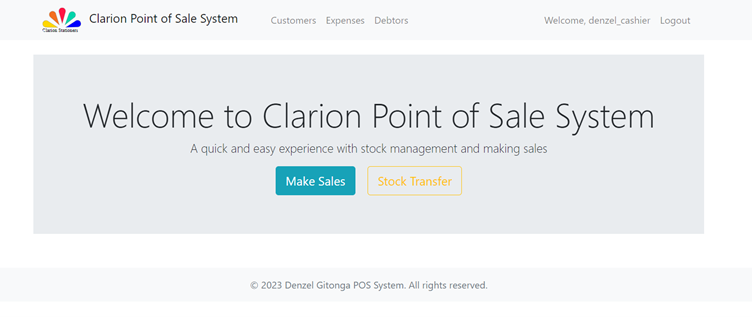 Clarion Point of Sale System
Customers Expenses Debtors
Welcome, denzel_cashier Logout
Clarion Stationers
Welcome to Clarion Point of Sale System
A quick and easy experience with stock management and making sales
Make Sales Stock Transfer
© 2023 Denzel Gitonga POS System. All rights reserved.